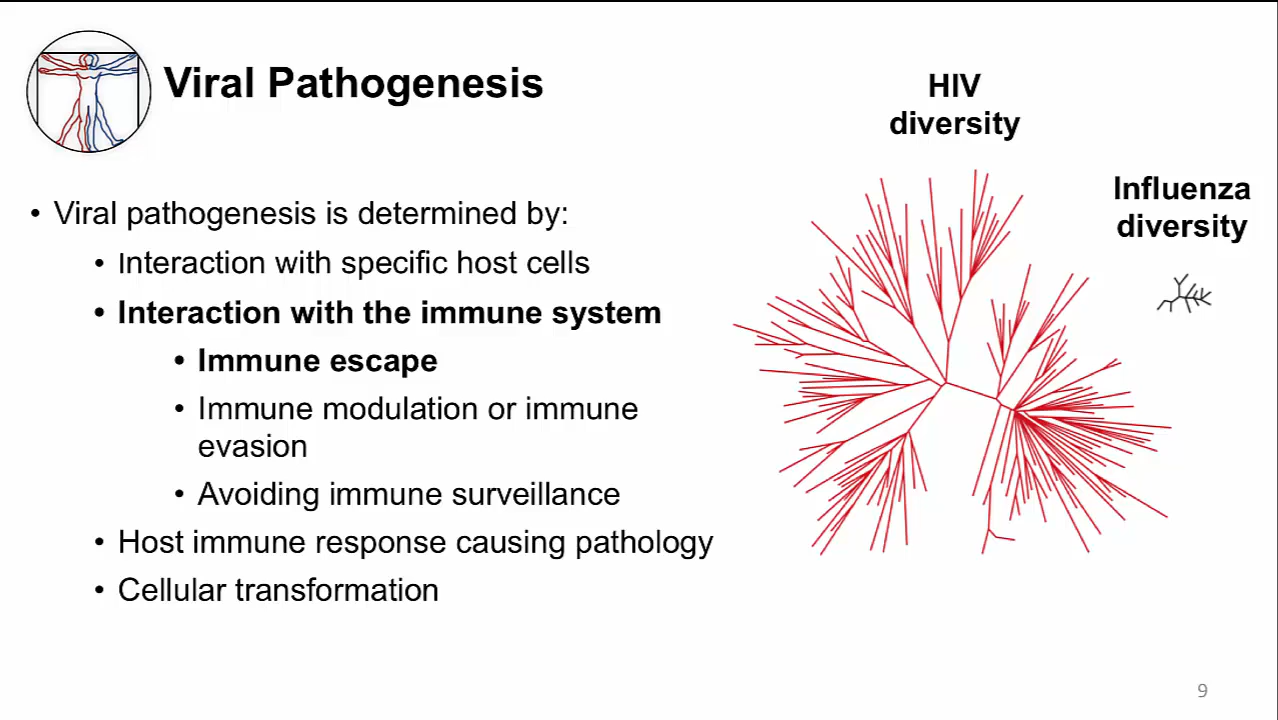 Viral Pathogenesis
HIV
diversity
Influenza
diversity
• Viral pathogenesis is determined by:
• Interaction with specific host cells
• Interaction with the immune system
• Immune escape
• Immune modulation or immune
evasion
• Avoiding immune surveillance
• Host immune response causing pathology
• Cellular transformation
9